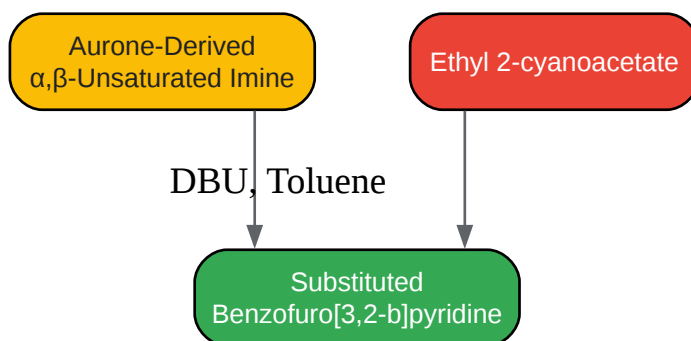 Aurone-Derived
α,β-Unsaturated Imine
Ethyl 2-cyanoacetate
DBU, Toluene
Substituted
Benzofuro[3,2-b]pyridine